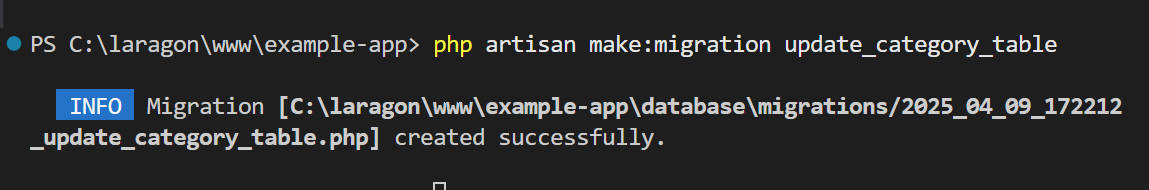 PS C:\laragon\www\example-app> php artisan make:migration update_category_table
INFO Migration [C:\laragon\www\example-app\database\migrations/2025_04_09_172212
_update_category_table.php] created successfully.